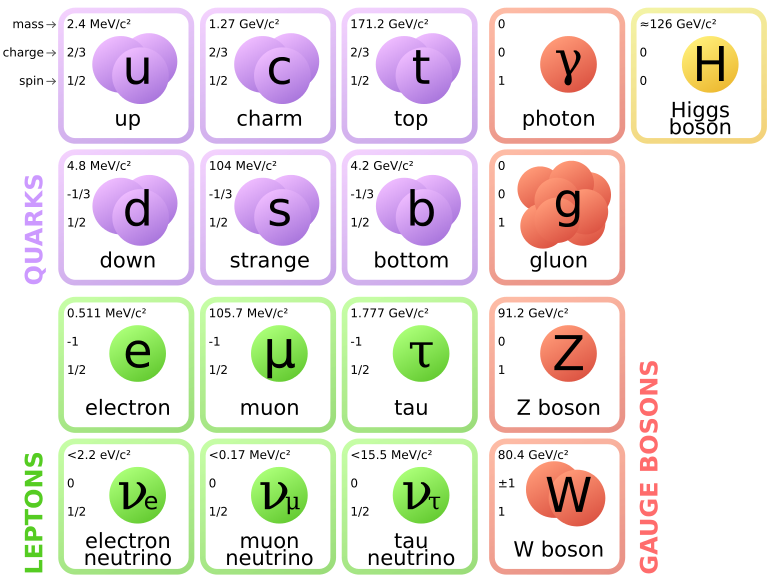 mass→ 2.4 MeV/c²
charge→ 2/3
spin→ 1/2
u
up
1.27 GeV/c²
2/3
1/2
c
charm
171.2 GeV/c²
2/3
1/2
t
top
0
0
1
γ
photon
≈126 GeV/c²
0
0
H
Higgs
boson
QUARKS
4.8 MeV/c²
-1/3
1/2
d
down
104 MeV/c²
-1/3
1/2
s
strange
4.2 GeV/c²
-1/3
1/2
b
bottom
0
0
1
g
gluon
LEPTONS
0.511 MeV/c²
-1
1/2
e
electron
105.7 MeV/c²
-1
1/2
μ
muon
1.777 GeV/c²
-1
1/2
τ
tau
91.2 GeV/c²
0
1
Z
Z boson
GAUGE BOSONS
<2.2 eV/c²
0
1/2
νe
electron
neutrino
<0.17 MeV/c²
0
1/2
νμ
muon
neutrino
<15.5 MeV/c²
0
1/2
ντ
tau
neutrino
80.4 GeV/c²
±1
1
W
W boson